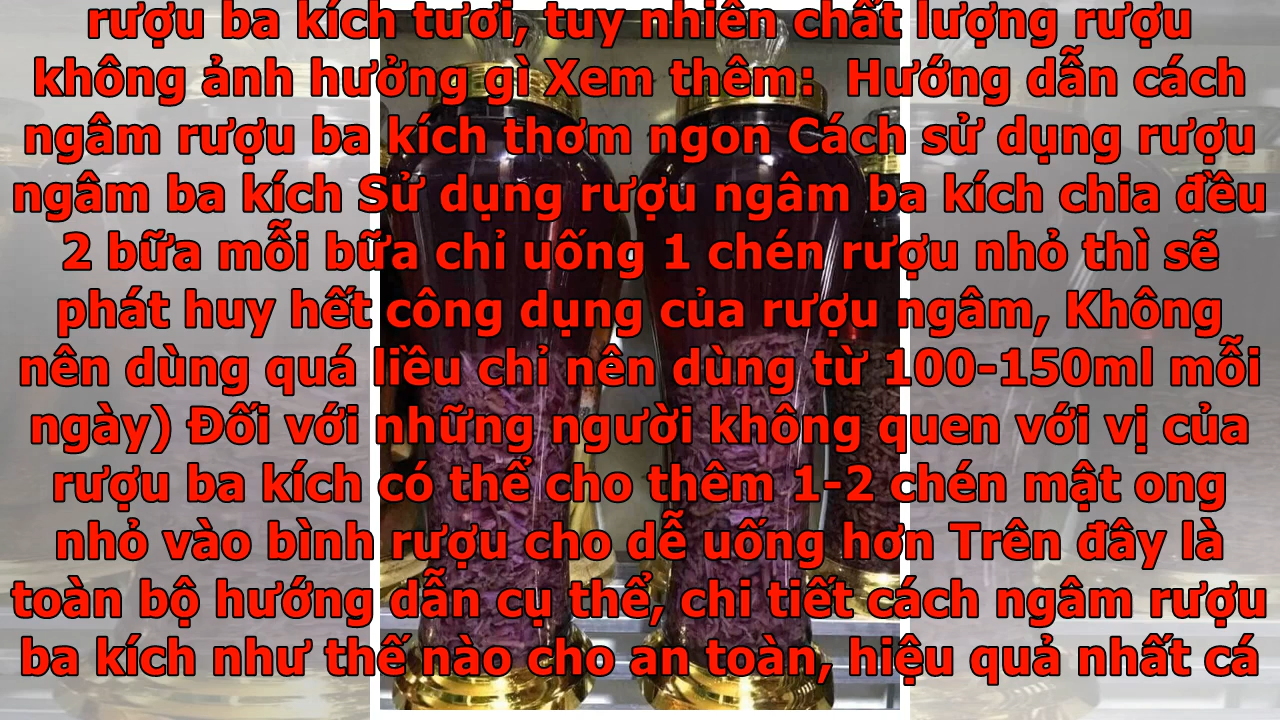 rượu ba kích tươi, tuy nhiên chất lượng rượu
không ảnh hưởng gì Xem thêm:  Hướng dẫn cách
ngâm rượu ba kích thơm ngon Cách sử dụng rượu
ngâm ba kích Sử dụng rượu ngâm ba kích chia đều
2 bữa mỗi bữa chỉ uống 1 chén rượu nhỏ thì sẽ
phát huy hết công dụng của rượu ngâm, Không
nên dùng quá liều chỉ nên dùng từ 100-150ml mỗi
ngày) Đối với những người không quen với vị của
rượu ba kích có thể cho thêm 1-2 chén mật ong
nhỏ vào bình rượu cho dễ uống hơn Trên đây là
toàn bộ hướng dẫn cụ thể, chi tiết cách ngâm rượu
ba kích như thế nào cho an toàn, hiệu quả nhất cá